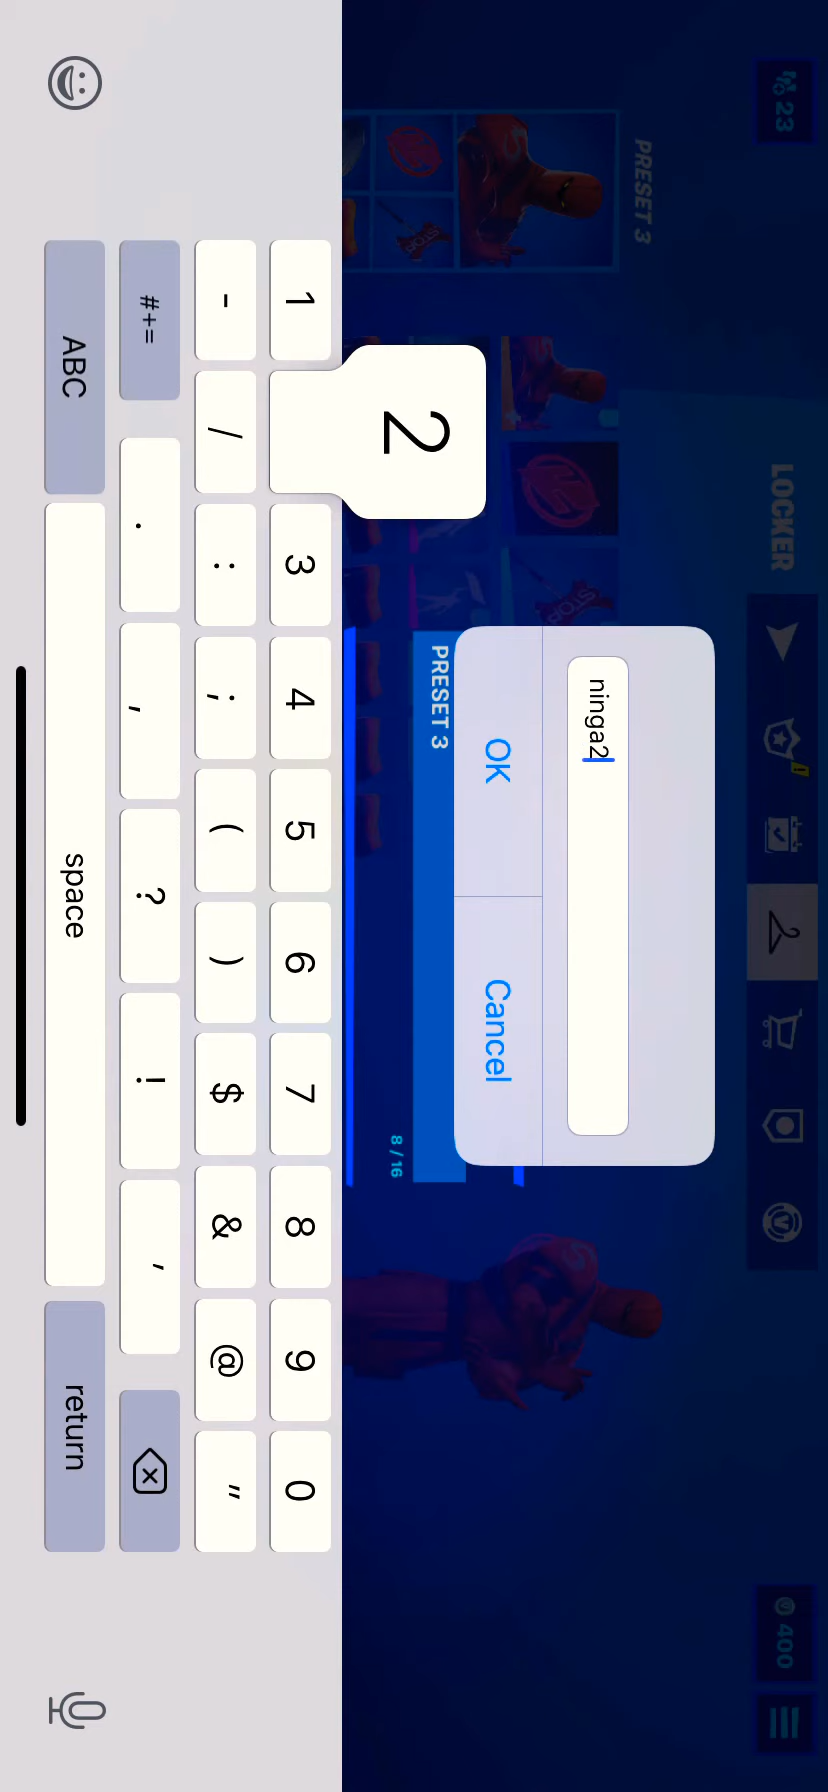 23
LOCKER
400
PRESET 3
ninga2
OK
Cancel
PRESET 3
8 / 16
2
1 3 4 5 6 7 8 9 0
- / : ; ( ) $ & @ "
#+= . , ? ! '
ABC space return